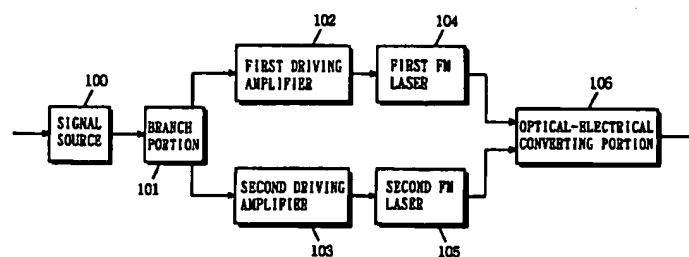 100
SIGNAL
SOURCE
BRANCH
PORTION
101
102
FIRST DRIVING
AMPLIFIER
104
FIRST FM
LASER
SECOND DRIVING
AMPLIFIER
103
SECOND FM
LASER
105
106
OPTICAL-ELECTRICAL
CONVERTING PORTION